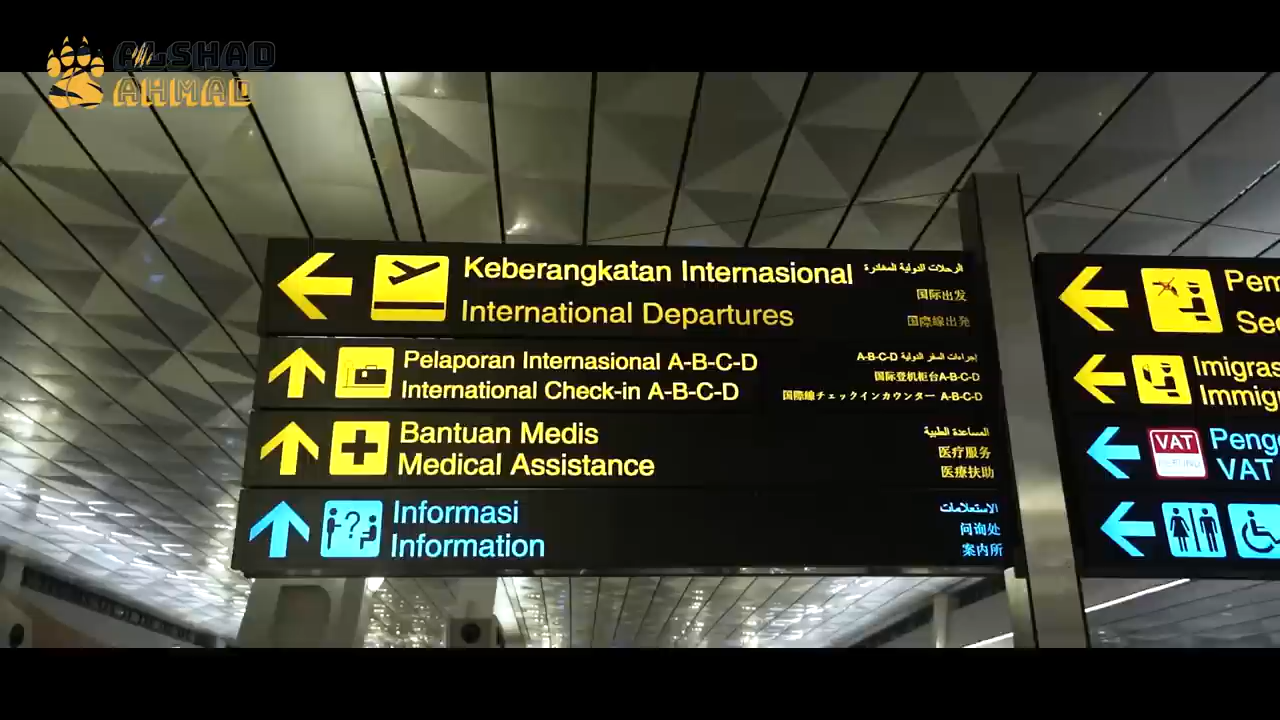 ALSHAD
AHMAD
Keberangkatan Internasional
International Departures
الرحلات الدولية المغادرة
国际出发
国際線出発
Pelaporan Internasional A-B-C-D
International Check-in A-B-C-D
إجراءات السفر الدولية A-B-C-D
国际登机柜台A-B-C-D
国際線チェックインカウンター A-B-C-D
Bantuan Medis
Medical Assistance
المساعدة الطبية
医疗服务
医療扶助
Informasi
Information
الاستعلامات
问询处
案内所
Pem
Se
Imigras
Immig
VAT
REFUND
Peng
VAT